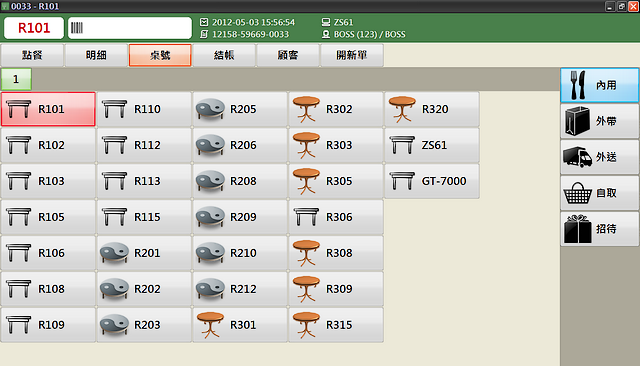 0033 - R101
R101
2012-05-03 15:56:54
12158-59669-0033
ZS61
BOSS (123) / BOSS
點餐 明細 桌號 結帳 顧客 開新單
1
R101 R110 R205 R302 R320
R102 R112 R206 R303 ZS61
R103 R113 R208 R305 GT-7000
R105 R115 R209 R306
R106 R201 R210 R308
R108 R202 R212 R309
R109 R203 R301 R315
內用
外帶
外送
自取
招待